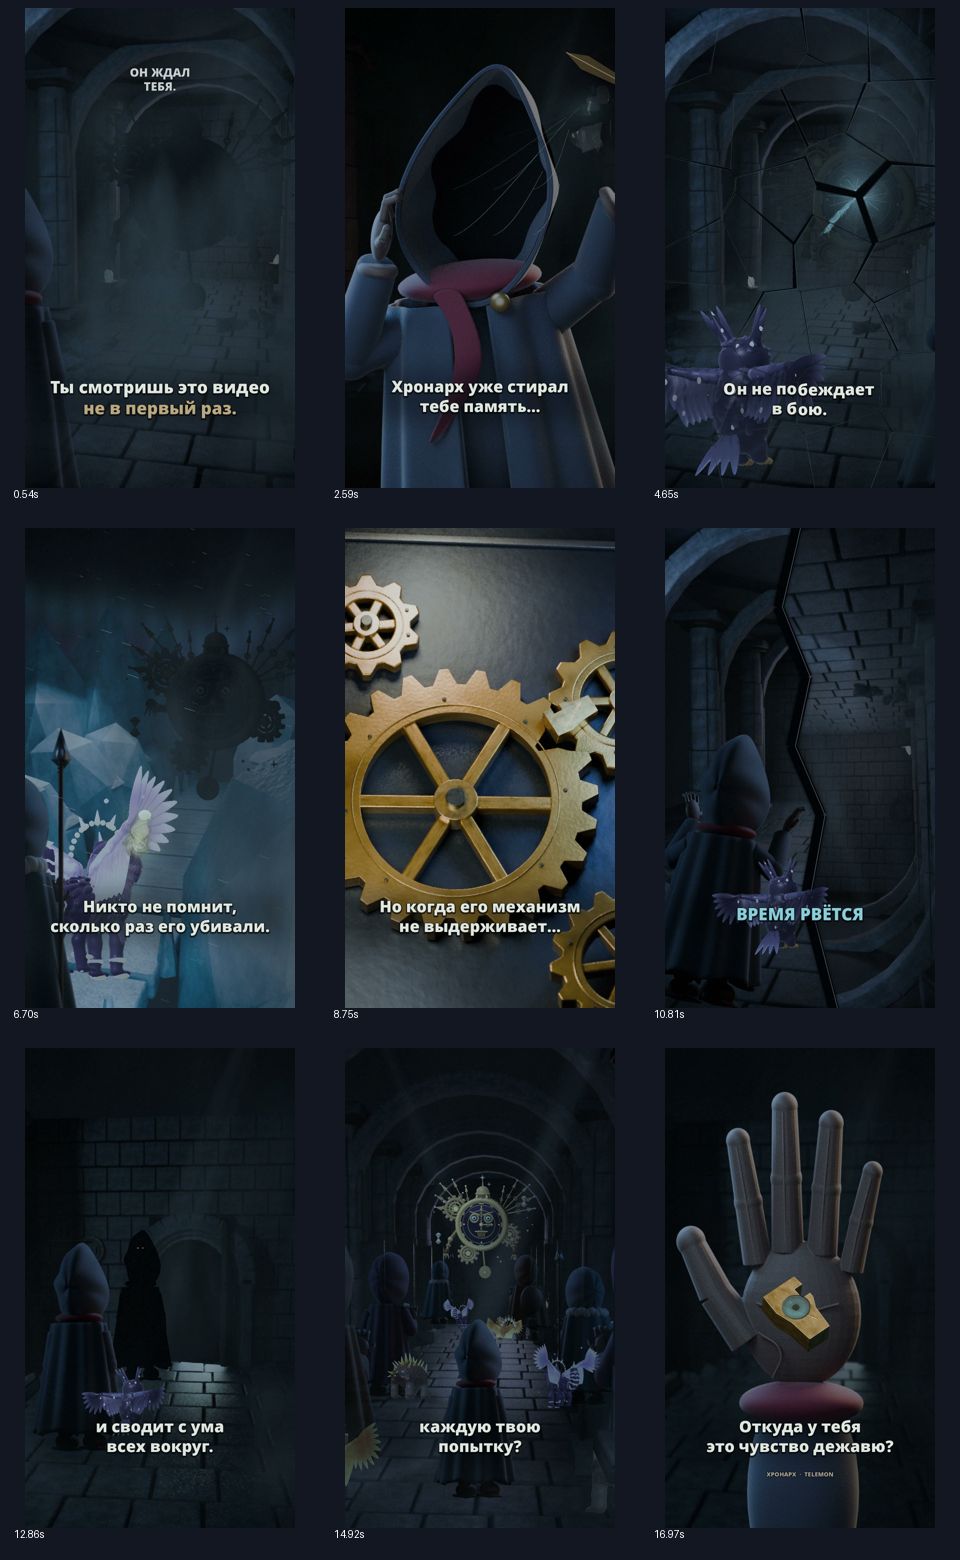 ОН ЖДАЛ
ТЕБЯ.
Ты смотришь это видео
не в первый раз.
0.54s
Хронарх уже стирал
тебе память...
2.59s
Он не побеждает
в бою.
4.65s
Никто не помнит,
сколько раз его убивали.
6.70s
Но когда его механизм
не выдерживает...
8.75s
ВРЕМЯ РВЁТСЯ
10.81s
и сводит с ума
всех вокруг.
12.86s
каждую твою
попытку?
14.92s
Откуда у тебя
это чувство дежавю?
ХРОНАРХ · TELEMON
16.97s